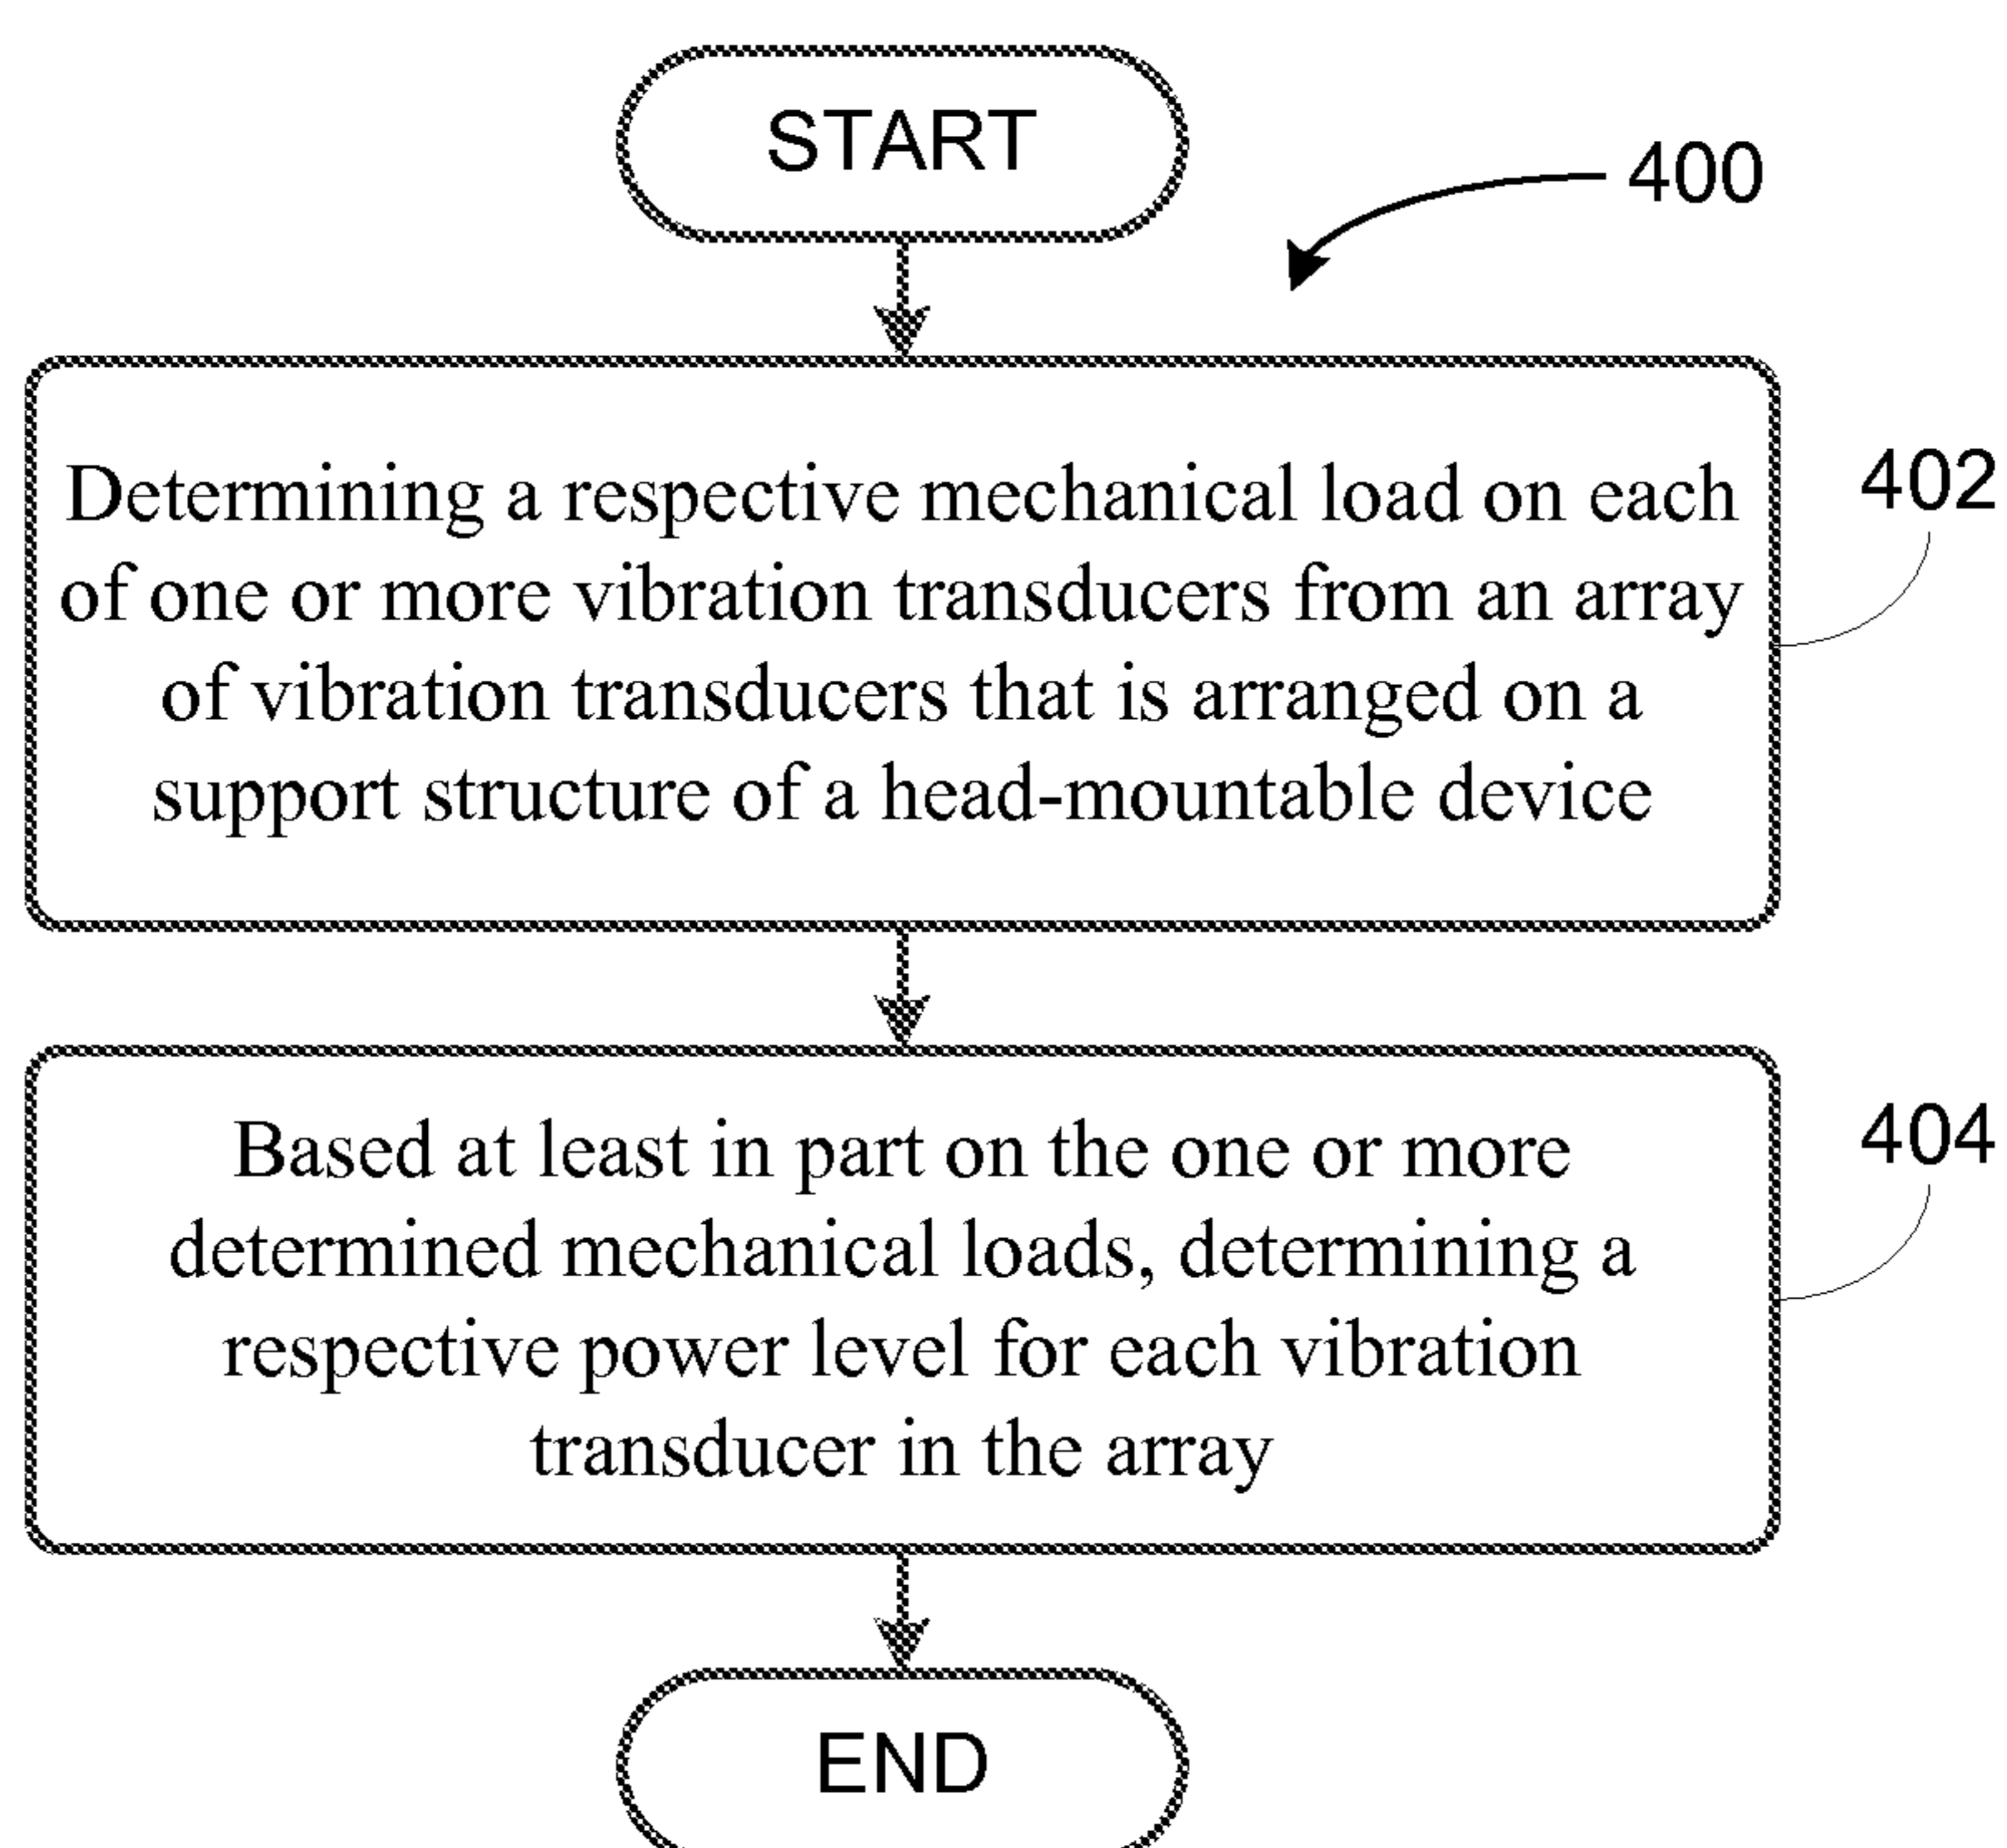 START
400
Determining a respective mechanical load on each
of one or more vibration transducers from an array
of vibration transducers that is arranged on a
support structure of a head-mountable device
402
Based at least in part on the one or more
determined mechanical loads, determining a
respective power level for each vibration
transducer in the array
404
END